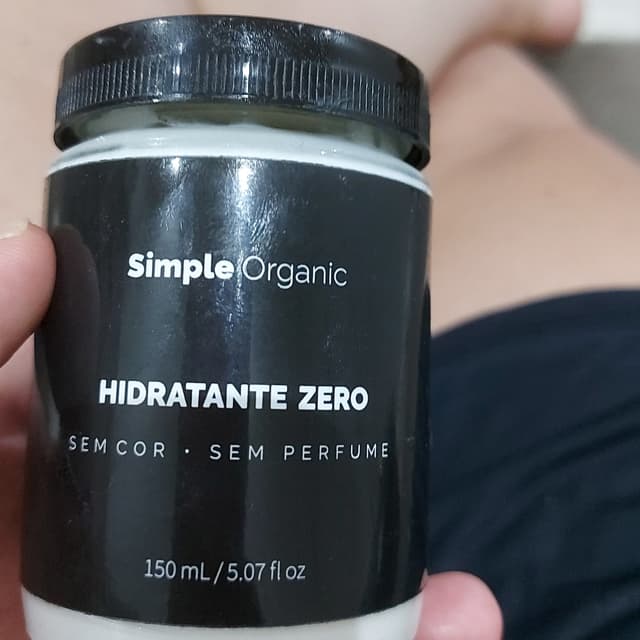 Simple Organic
HIDRATANTE ZERO
SEM COR · SEM PERFUME
150 mL / 5.07 fl oz